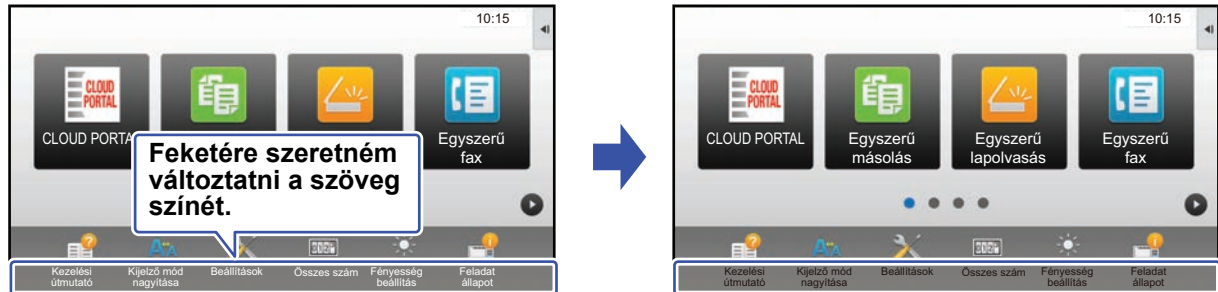 10:15
CLOUD
PORTAL
CLOUD PORTA
Egyszerű
fax
Feketére szeretném
változtatni a szöveg
színét.
Kezelési
útmutató
Kijelző mód
nagyítása
Beállítások
Összes szám
Fényesség
beállítás
Feladat
állapot
10:15
CLOUD
PORTAL
CLOUD PORTAL
Egyszerű
másolás
Egyszerű
lapolvasás
Egyszerű
fax
Kezelési
útmutató
Kijelző mód
nagyítása
Beállítások
Összes szám
Fényesség
beállítás
Feladat
állapot